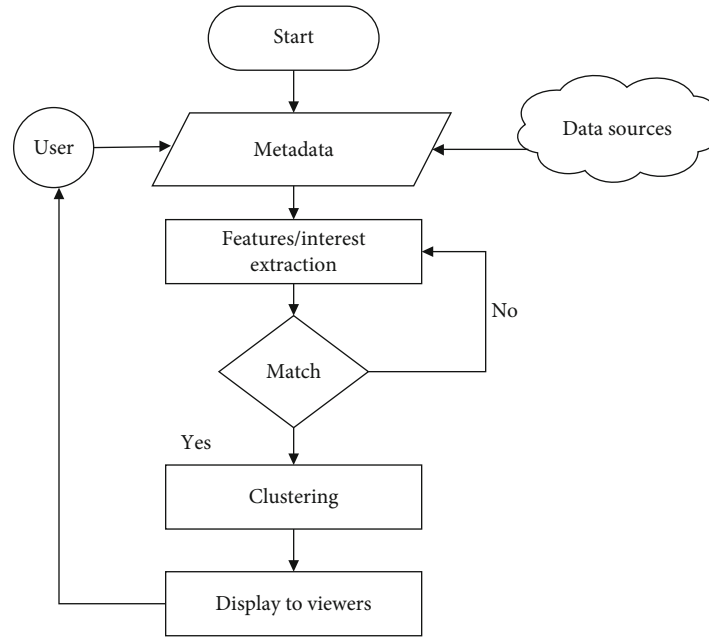 Start
User
Metadata
Data sources
Features/interest
extraction
No
Match
Yes
Clustering
Display to viewers